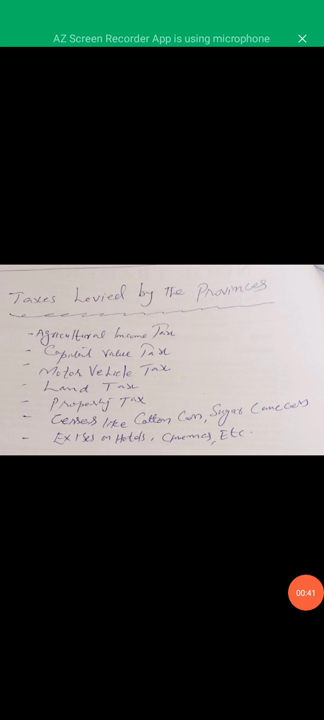 AZ Screen Recorder App is using microphone
Taxes Levied by The Provinces
- Agricultural Income Tax
- Capital Value Tax
- Motor Vehicle Tax
- Land Tax
- Property Tax
- Cesses like Cotton Cess, Sugar Cane Cess
- Exises on Hotels, Cinemas, Etc.
00:41